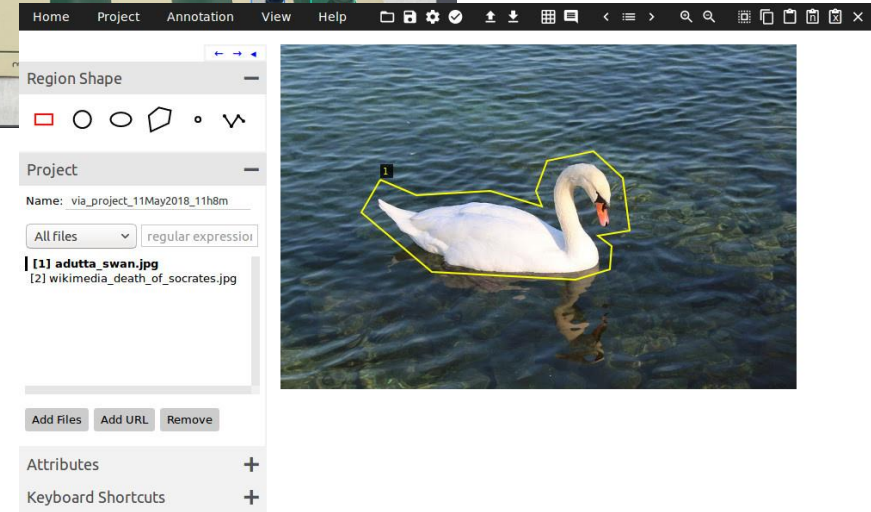 Home Project Annotation View Help
Region Shape
Project
Name: via_project_11May2018_11h8m
All files regular expression
[1] adutta_swan.jpg
[2] wikimedia_death_of_socrates.jpg
Add Files Add URL Remove
Attributes
Keyboard Shortcuts
1